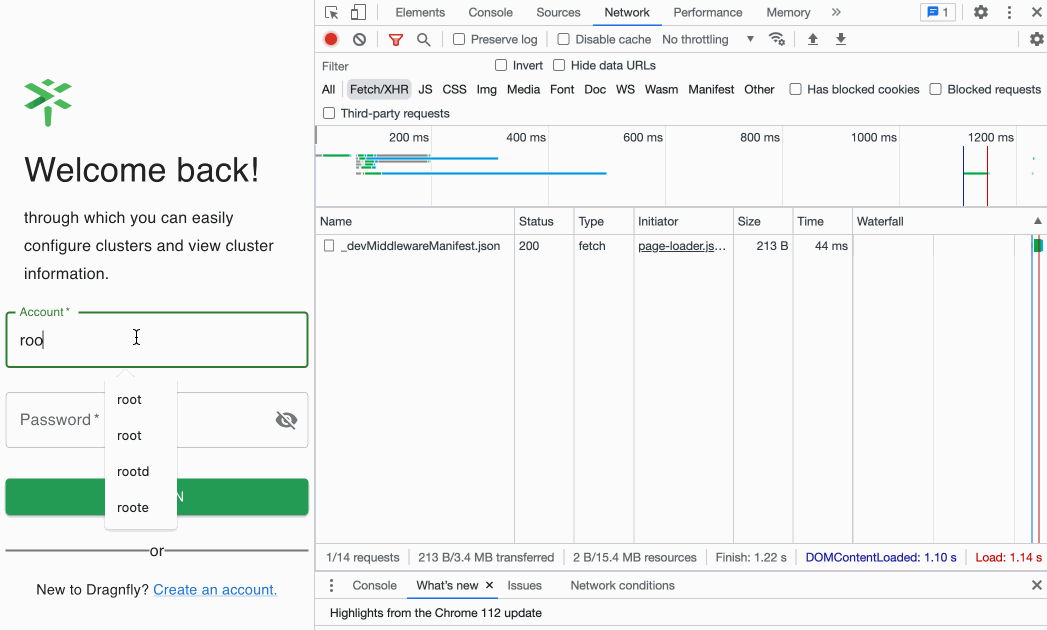 Welcome back!
through which you can easily
configure clusters and view cluster
information.
Account *
roo
Password *
root
root
rootd
roote
N
or
New to Dragnfly? Create an account.
Elements Console Sources Network Performance Memory » 1
Preserve log Disable cache No throttling
Filter Invert Hide data URLs
All Fetch/XHR JS CSS Img Media Font Doc WS Wasm Manifest Other Has blocked cookies Blocked requests
Third-party requests
200 ms 400 ms 600 ms 800 ms 1000 ms 1200 ms
Name Status Type Initiator Size Time Waterfall
_devMiddlewareManifest.json 200 fetch page-loader.js... 213 B 44 ms
1/14 requests 213 B/3.4 MB transferred 2 B/15.4 MB resources Finish: 1.22 s DOMContentLoaded: 1.10 s Load: 1.14 s
Console What's new × Issues Network conditions
Highlights from the Chrome 112 update